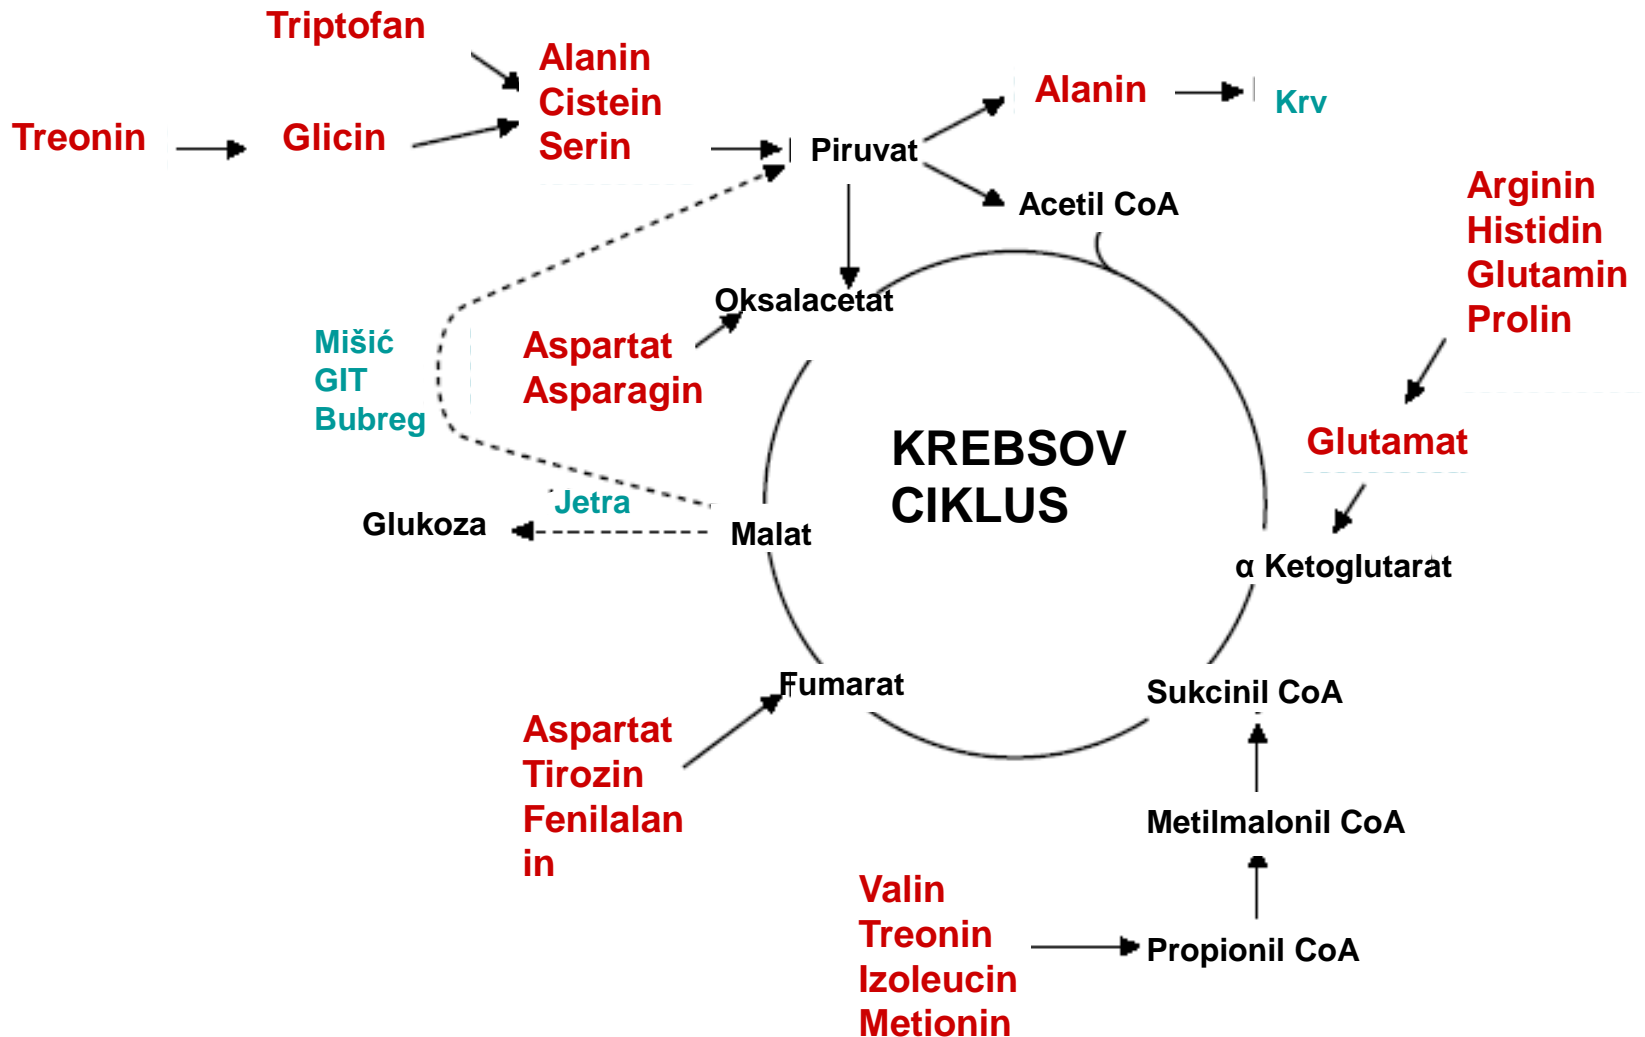 Triptofan
Alanin
Cistein
Serin
Treonin
Glicin
Piruvat
Alanin
Krv
Acetil CoA
Arginin
Histidin
Glutamin
Prolin
Oksalacetat
Mišić
GIT
Bubreg
Aspartat
Asparagin
KREBSOV
CIKLUS
Glutamat
Jetra
Glukoza
Malat
α Ketoglutarat
Fumarat
Sukcinil CoA
Aspartat
Tirozin
Fenilalan
in
Metilmalonil CoA
Valin
Treonin
Izoleucin
Metionin
Propionil CoA